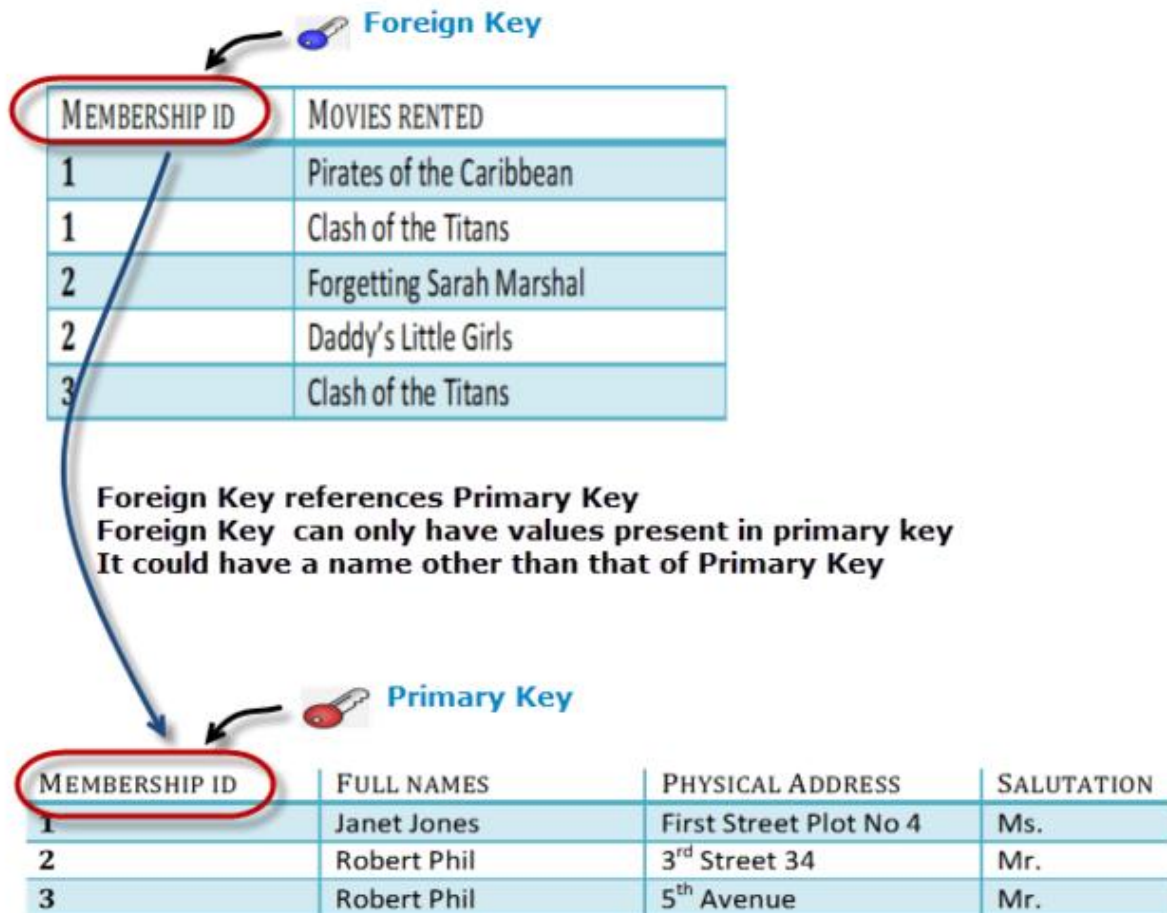 Foreign Key
MEMBERSHIP ID MOVIES RENTED
1 Pirates of the Caribbean
1 Clash of the Titans
2 Forgetting Sarah Marshal
2 Daddy's Little Girls
3 Clash of the Titans
Foreign Key references Primary Key
Foreign Key can only have values present in primary key
It could have a name other than that of Primary Key
Primary Key
MEMBERSHIP ID FULL NAMES PHYSICAL ADDRESS SALUTATION
1 Janet Jones First Street Plot No 4 Ms.
2 Robert Phil 3rd Street 34 Mr.
3 Robert Phil 5th Avenue Mr.